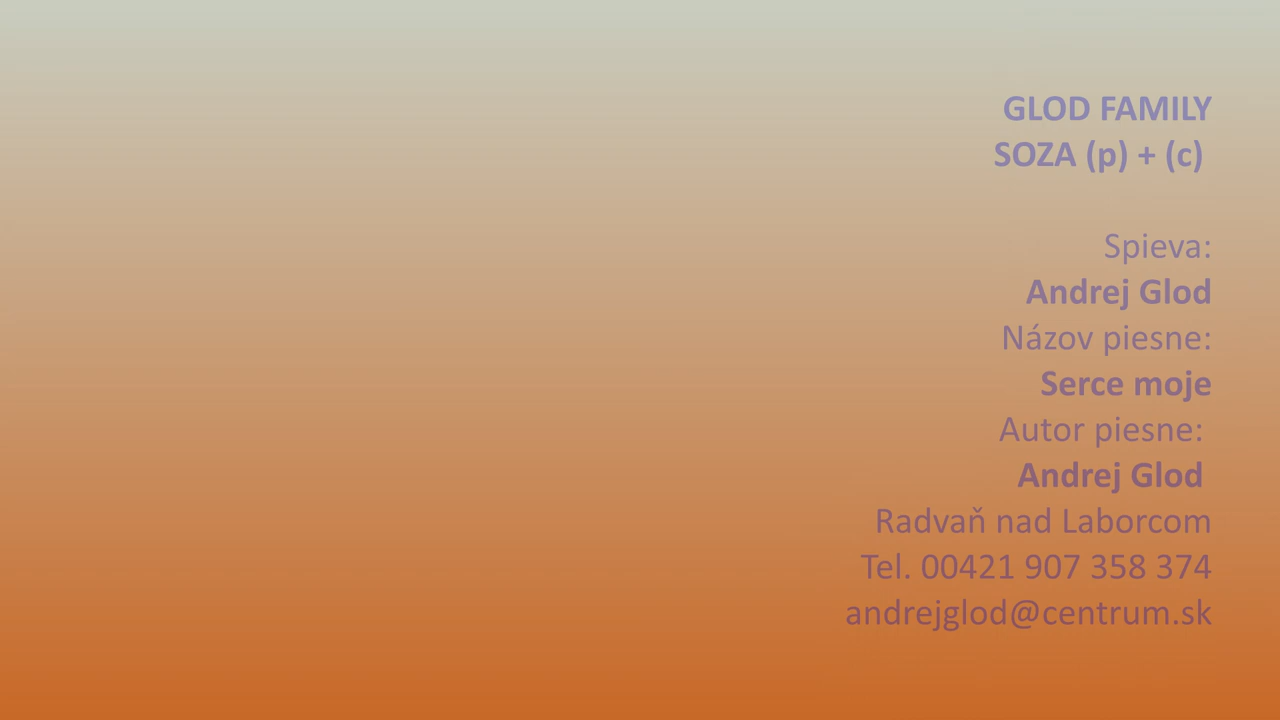 GLOD FAMILY
SOZA (p) + (c)
Spieva:
Andrej Glod
Názov piesne:
Serce moje
Autor piesne:
Andrej Glod
Radvaň nad Laborcom
Tel. 00421 907 358 374
andrejglod@centrum.sk